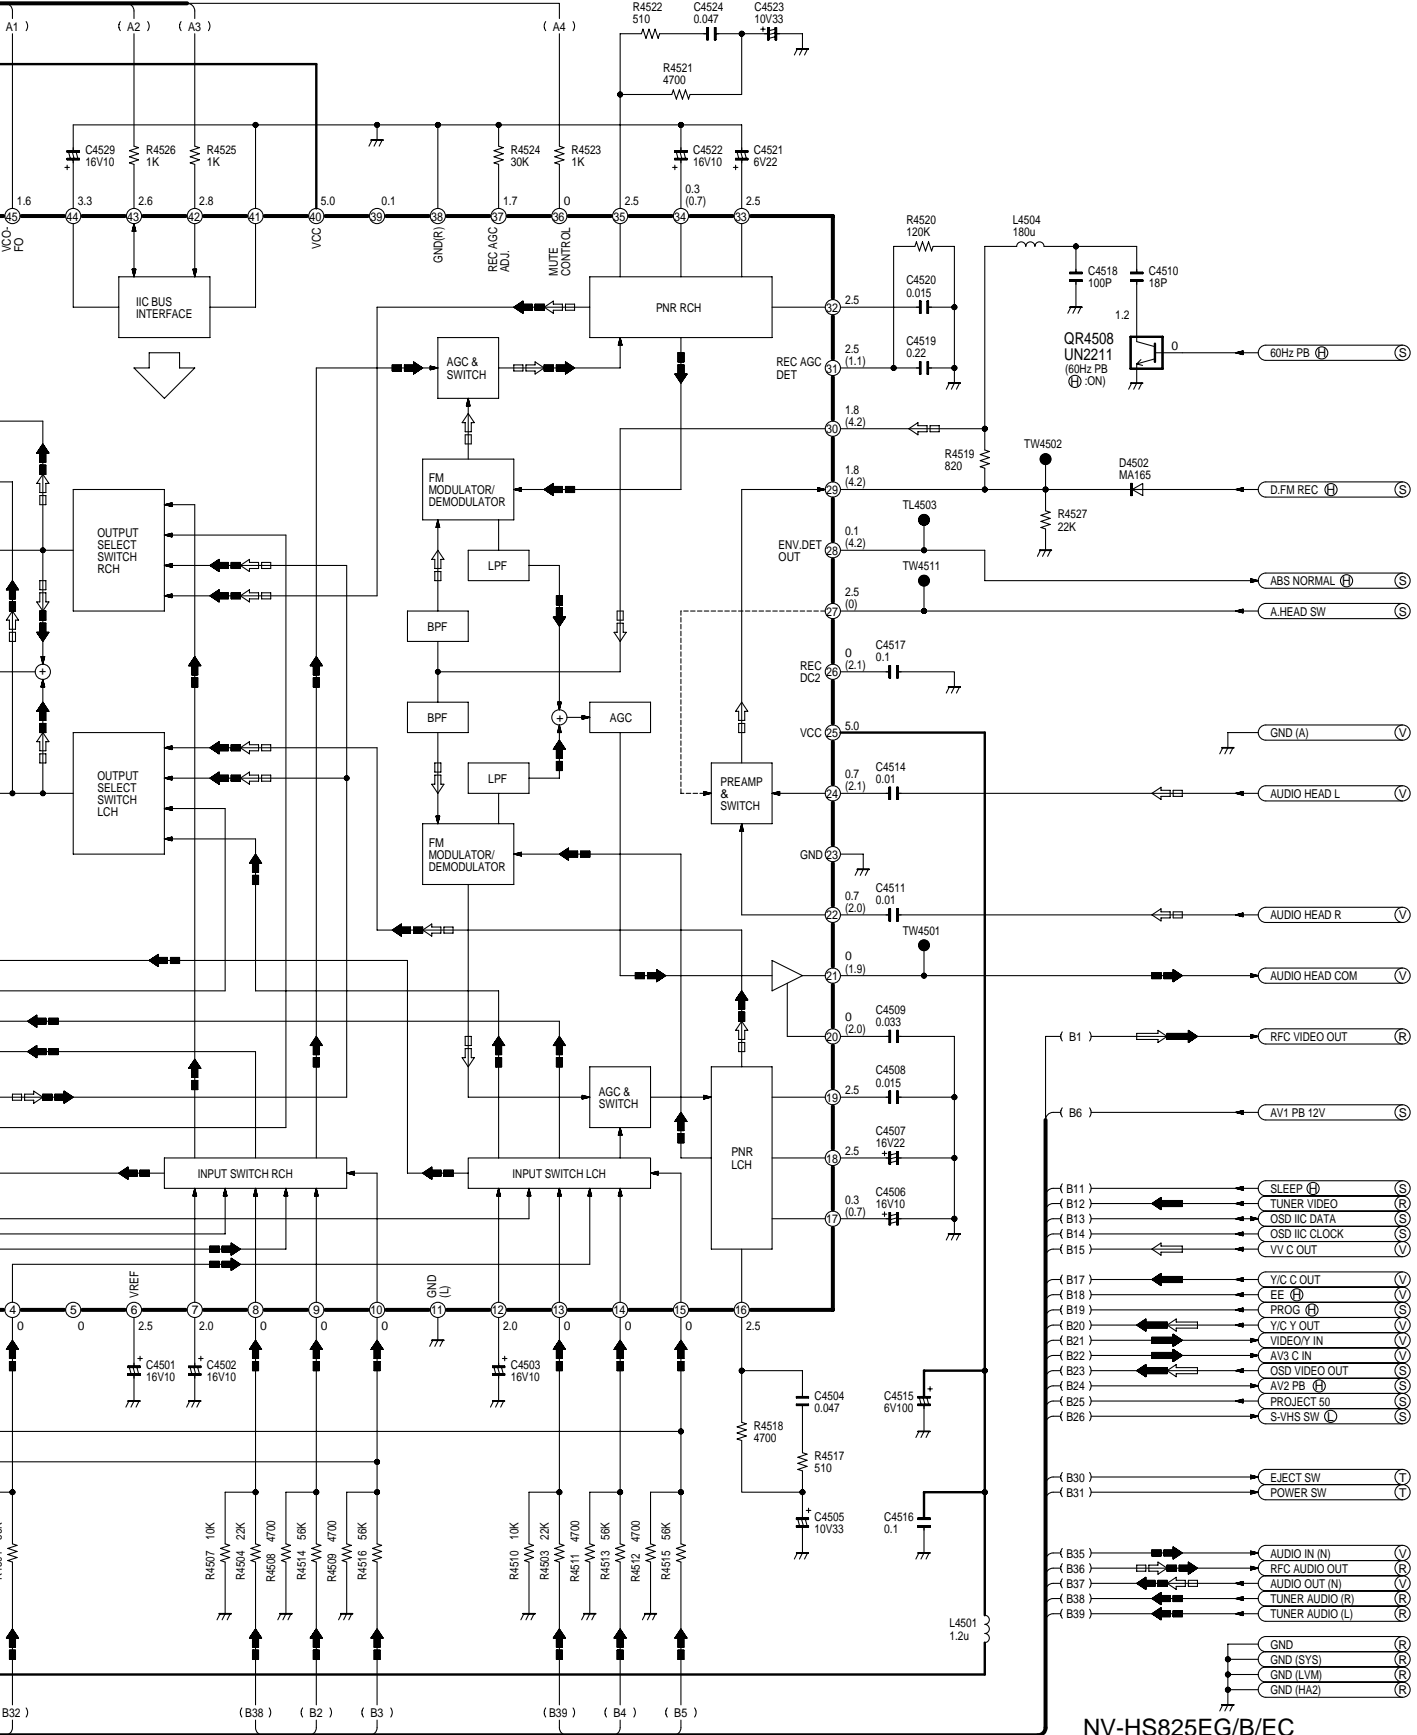 R4522
510
C4524
0.047
C4523
10V33
+
A1 )
( A2 )
( A3 )
( A4 )
R4521
4700
C4529
16V10
+
R4526
1K
R4525
1K
R4524
30K
R4523
1K
C4522
16V10
+
C4521
6V22
+
1.6
3.3
2.6
2.8
5.0
0.1
1.7
0
2.5
0.3
(0.7)
2.5
45
44
43
42
41
40
39
38
37
36
35
34
33
VCO-
FO
VCC
GND(R)
REC AGC
ADJ.
MUTE
CONTROL
R4520
120K
L4504
180u
IIC BUS
INTERFACE
PNR RCH
32
2.5
C4520
0.015
C4518
100P
C4510
18P
1.2
QR4508
UN2211
(60Hz PB
H :ON)
0
60Hz PB H
S
AGC &
SWITCH
REC AGC
DET
31
2.5
(1.1)
C4519
0.22
30
1.8
(4.2)
R4519
820
TW4502
D4502
MA165
FM
MODULATOR/
DEMODULATOR
29
1.8
(4.2)
D.FM REC H
S
TL4503
R4527
22K
OUTPUT
SELECT
SWITCH
RCH
LPF
ENV.DET
OUT
28
0.1
(4.2)
TW4511
ABS NORMAL H
S
27
2.5
(0)
A.HEAD SW
S
BPF
+
REC
DC2
26
0
(2.1)
C4517
0.1
BPF
+
AGC
VCC
25
5.0
GND (A)
V
OUTPUT
SELECT
SWITCH
LCH
LPF
PREAMP
&
SWITCH
24
0.7
(2.1)
C4514
0.01
AUDIO HEAD L
V
FM
MODULATOR/
DEMODULATOR
GND
23
22
0.7
(2.0)
C4511
0.01
AUDIO HEAD R
V
TW4501
21
0
(1.9)
AUDIO HEAD COM
V
20
0
(2.0)
C4509
0.033
( B1 )
RFC VIDEO OUT
R
AGC &
SWITCH
19
2.5
C4508
0.015
( B6 )
AV1 PB 12V
S
INPUT SWITCH RCH
INPUT SWITCH LCH
PNR
LCH
18
2.5
C4507
16V22
+
17
0.3
(0.7)
C4506
16V10
+
( B11 )
SLEEP H
S
( B12 )
TUNER VIDEO
R
( B13 )
OSD IIC DATA
S
( B14 )
OSD IIC CLOCK
S
( B15 )
VV C OUT
V
( B17 )
Y/C C OUT
V
( B18 )
EE H
V
( B19 )
PROG H
S
( B20 )
Y/C Y OUT
V
( B21 )
VIDEO/Y IN
V
( B22 )
AV3 C IN
V
( B23 )
OSD VIDEO OUT
S
( B24 )
AV2 PB H
S
( B25 )
PROJECT 50
S
( B26 )
S-VHS SW L
S
VREF
GND
(L)
4
5
6
7
8
9
10
11
12
13
14
15
16
0
0
2.5
2.0
0
0
0
2.0
0
0
0
2.5
+
C4501
16V10
+
C4502
16V10
+
C4503
16V10
C4504
0.047
C4515
6V100
+
R4518
4700
R4517
510
+
C4505
10V33
C4516
0.1
( B30 )
EJECT SW
T
( B31 )
POWER SW
T
R4507 10K
R4504 22K
R4508 4700
R4514 56K
R4509 4700
R4516 56K
R4510 10K
R4503 22K
R4511 4700
R4513 56K
R4512 4700
R4515 56K
( B35 )
AUDIO IN (N)
V
( B36 )
RFC AUDIO OUT
R
( B37 )
AUDIO OUT (N)
V
( B38 )
TUNER AUDIO (R)
R
( B39 )
TUNER AUDIO (L)
R
L4501
1.2u
GND
R
GND (SYS)
R
GND (LVM)
R
GND (HA2)
R
B32 )
( B38 )
( B2 )
( B3 )
( B39 )
( B4 )
( B5 )
NV-HS825EG/B/EC